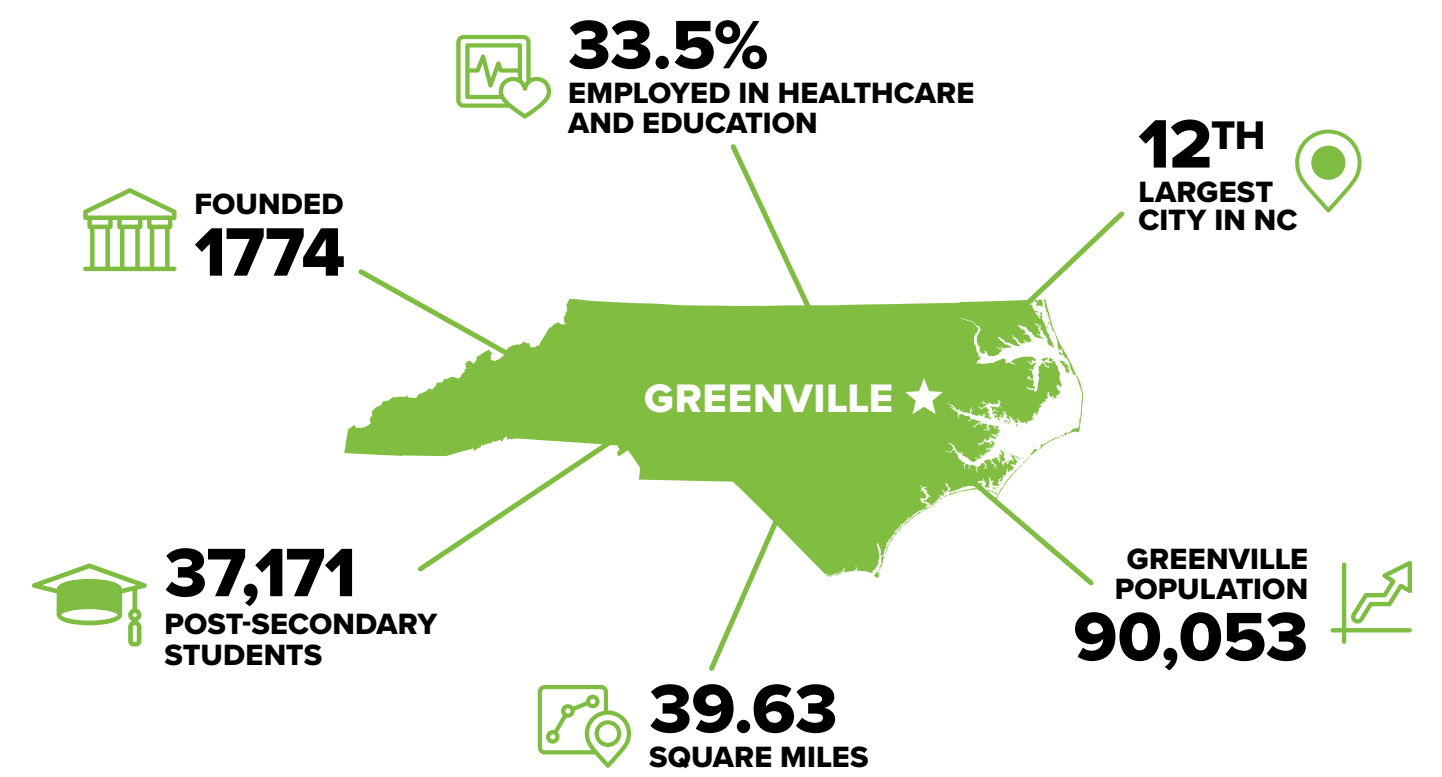 33.5%
EMPLOYED IN HEALTHCARE
AND EDUCATION
12TH
LARGEST
CITY IN NC
FOUNDED
1774
GREENVILLE
37,171
POST-SECONDARY
STUDENTS
GREENVILLE
POPULATION
90,053
39.63
SQUARE MILES